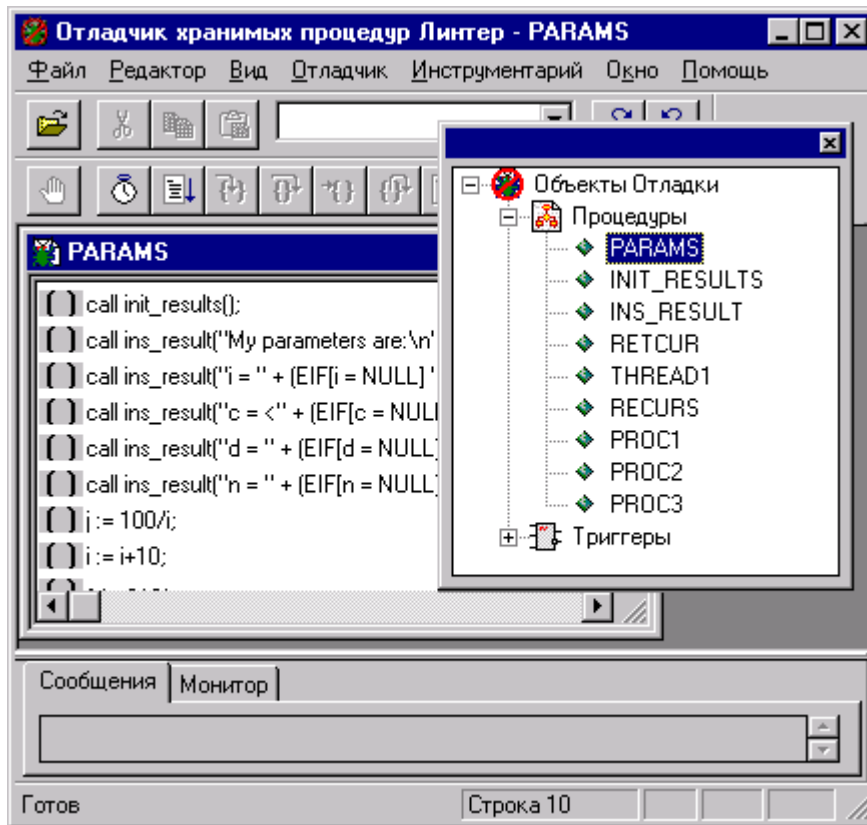 Отладчик хранимых процедур Линтер - PARAMS
Файл Редактор Вид Отладчик Инструментарий Окно Помощь
PARAMS
call init_results();
call ins_result("My parameters are:\n"
call ins_result("i = " + (EIF[i = NULL] "
call ins_result("c = <" + (EIF[c = NULL
call ins_result("d = " + (EIF[d = NULL]
call ins_result("n = " + (EIF[n = NULL]
j := 100/i;
i := i+10;
Объекты Отладки
Процедуры
PARAMS
INIT_RESULTS
INS_RESULT
RETCUR
THREAD1
RECURS
PROC1
PROC2
PROC3
Триггеры
Сообщения Монитор
Готов Строка 10